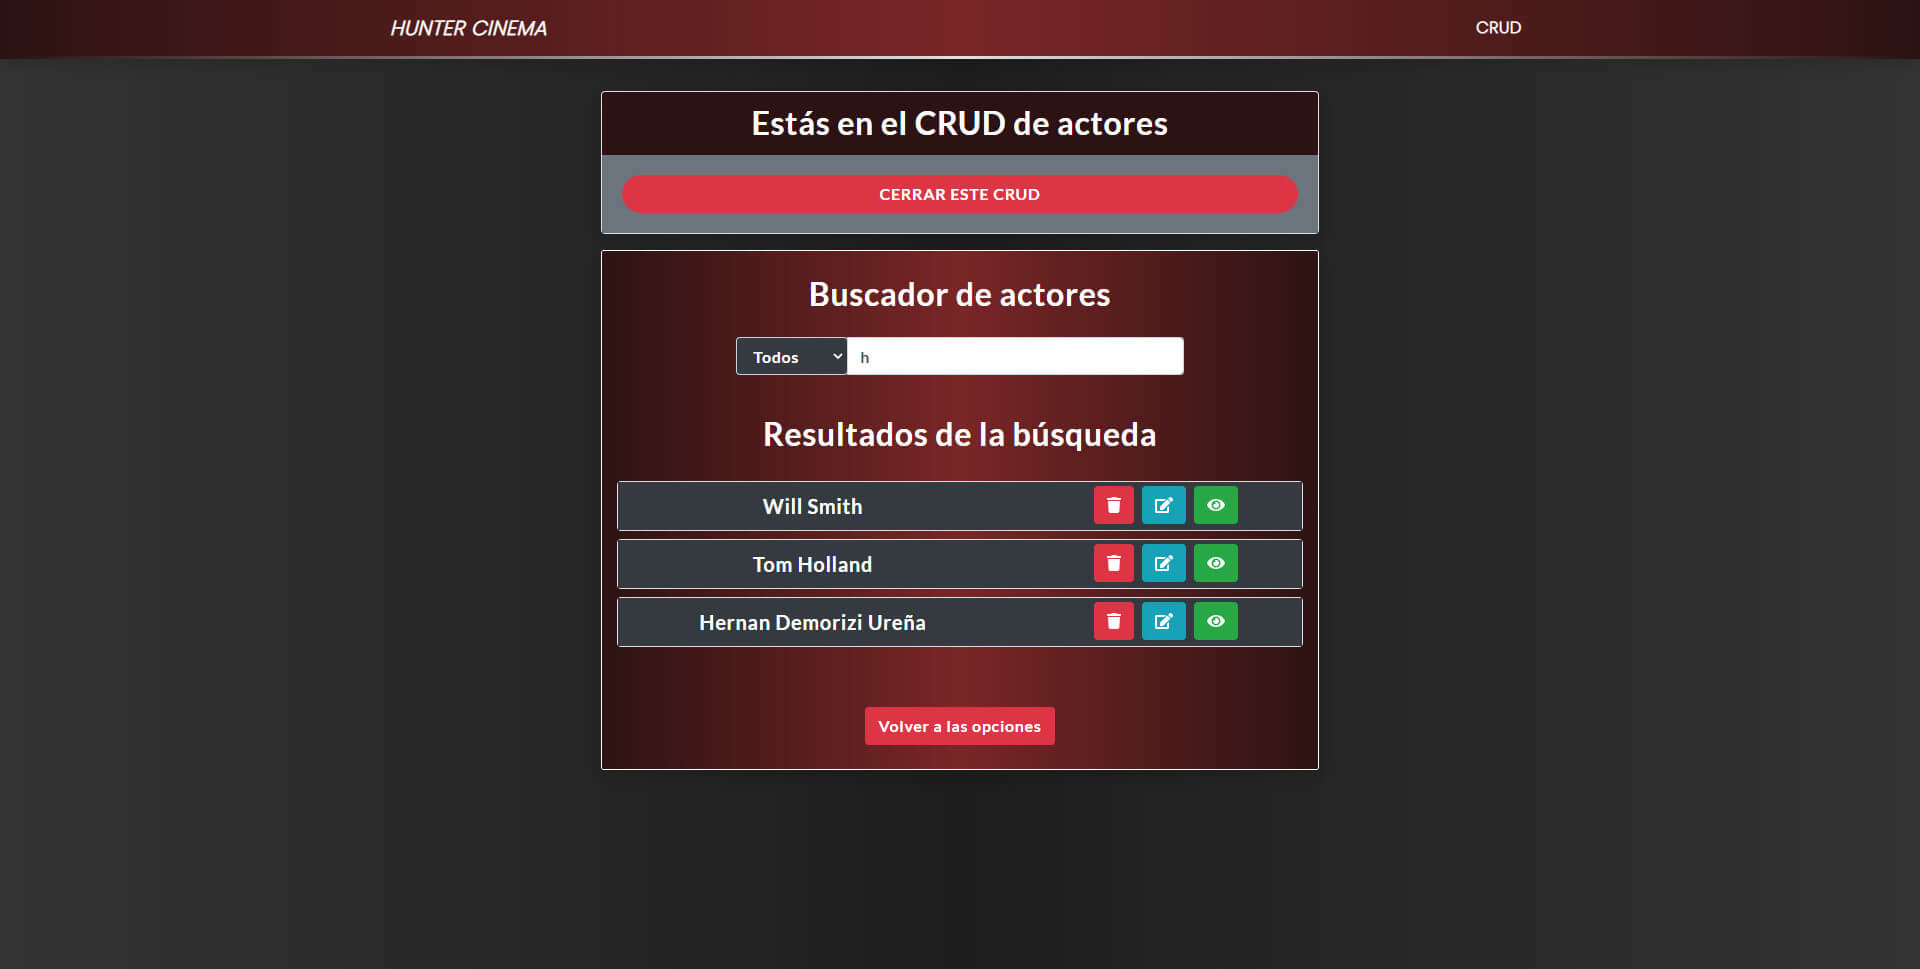 HUNTER CINEMA
CRUD
Estás en el CRUD de actores
CERRAR ESTE CRUD
Buscador de actores
Todos
h
Resultados de la búsqueda
Will Smith
Tom Holland
Hernan Demorizi Ureña
Volver a las opciones